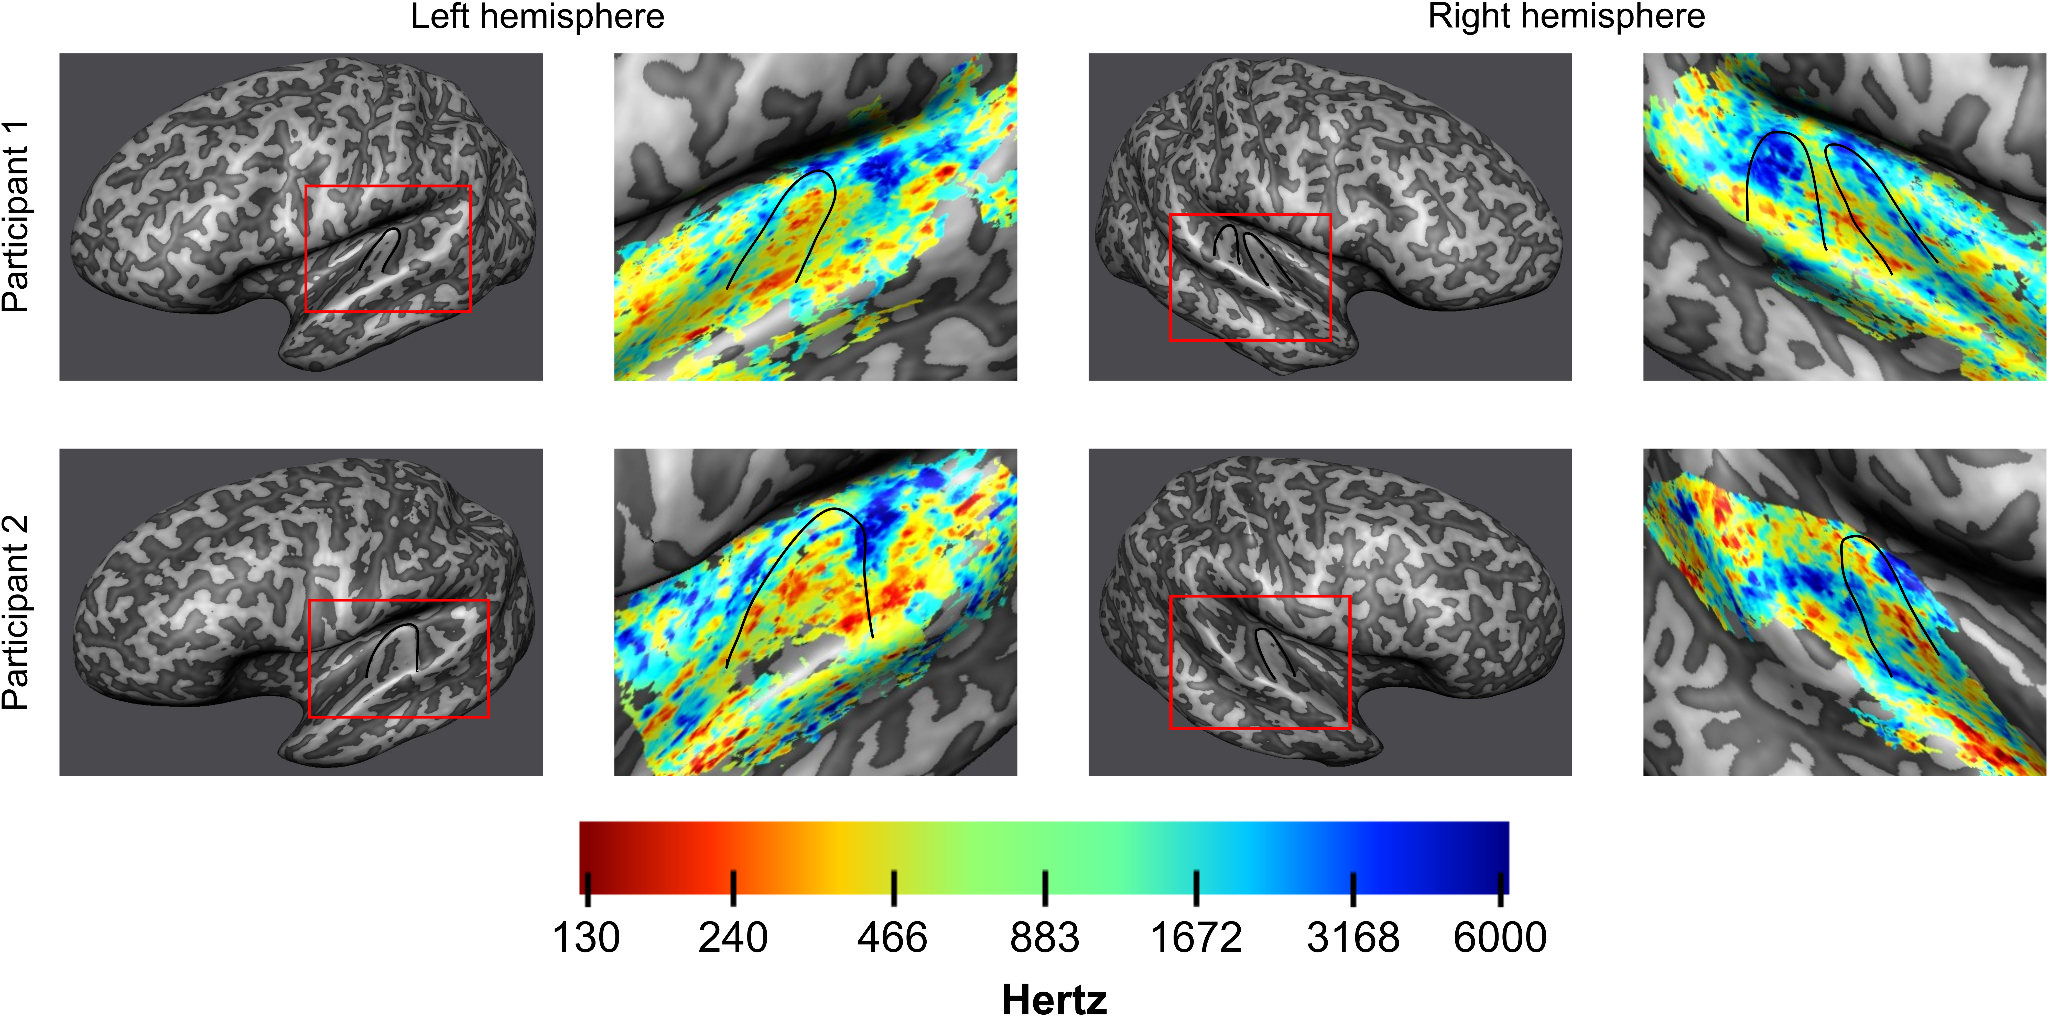 Left hemisphere
Right hemisphere
Participant 1
Participant 2
130 240 466 883 1672 3168 6000
Hertz